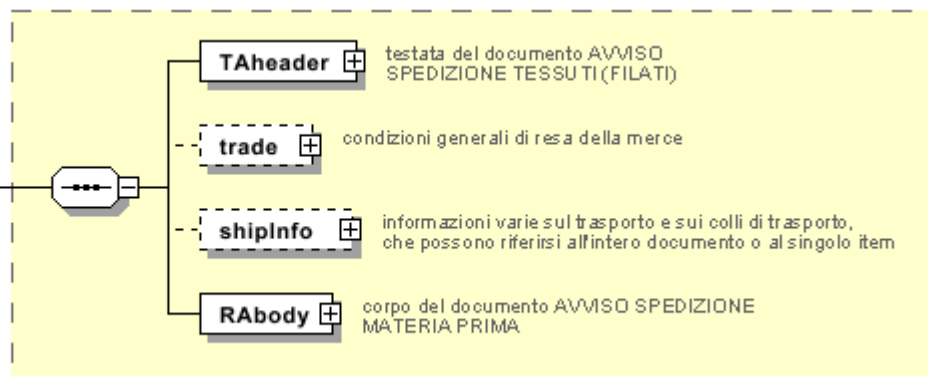 TAheader
testata del documento AVVISO
SPEDIZIONE TESSUTI (FILATI)
trade
condizioni generali di resa della merce
shipInfo
informazioni varie sul trasporto e sui colli di trasporto,
che possono riferirsi all'intero documento o al singolo item
RAbody
corpo del documento AVVISO SPEDIZIONE
MATERIA PRIMA